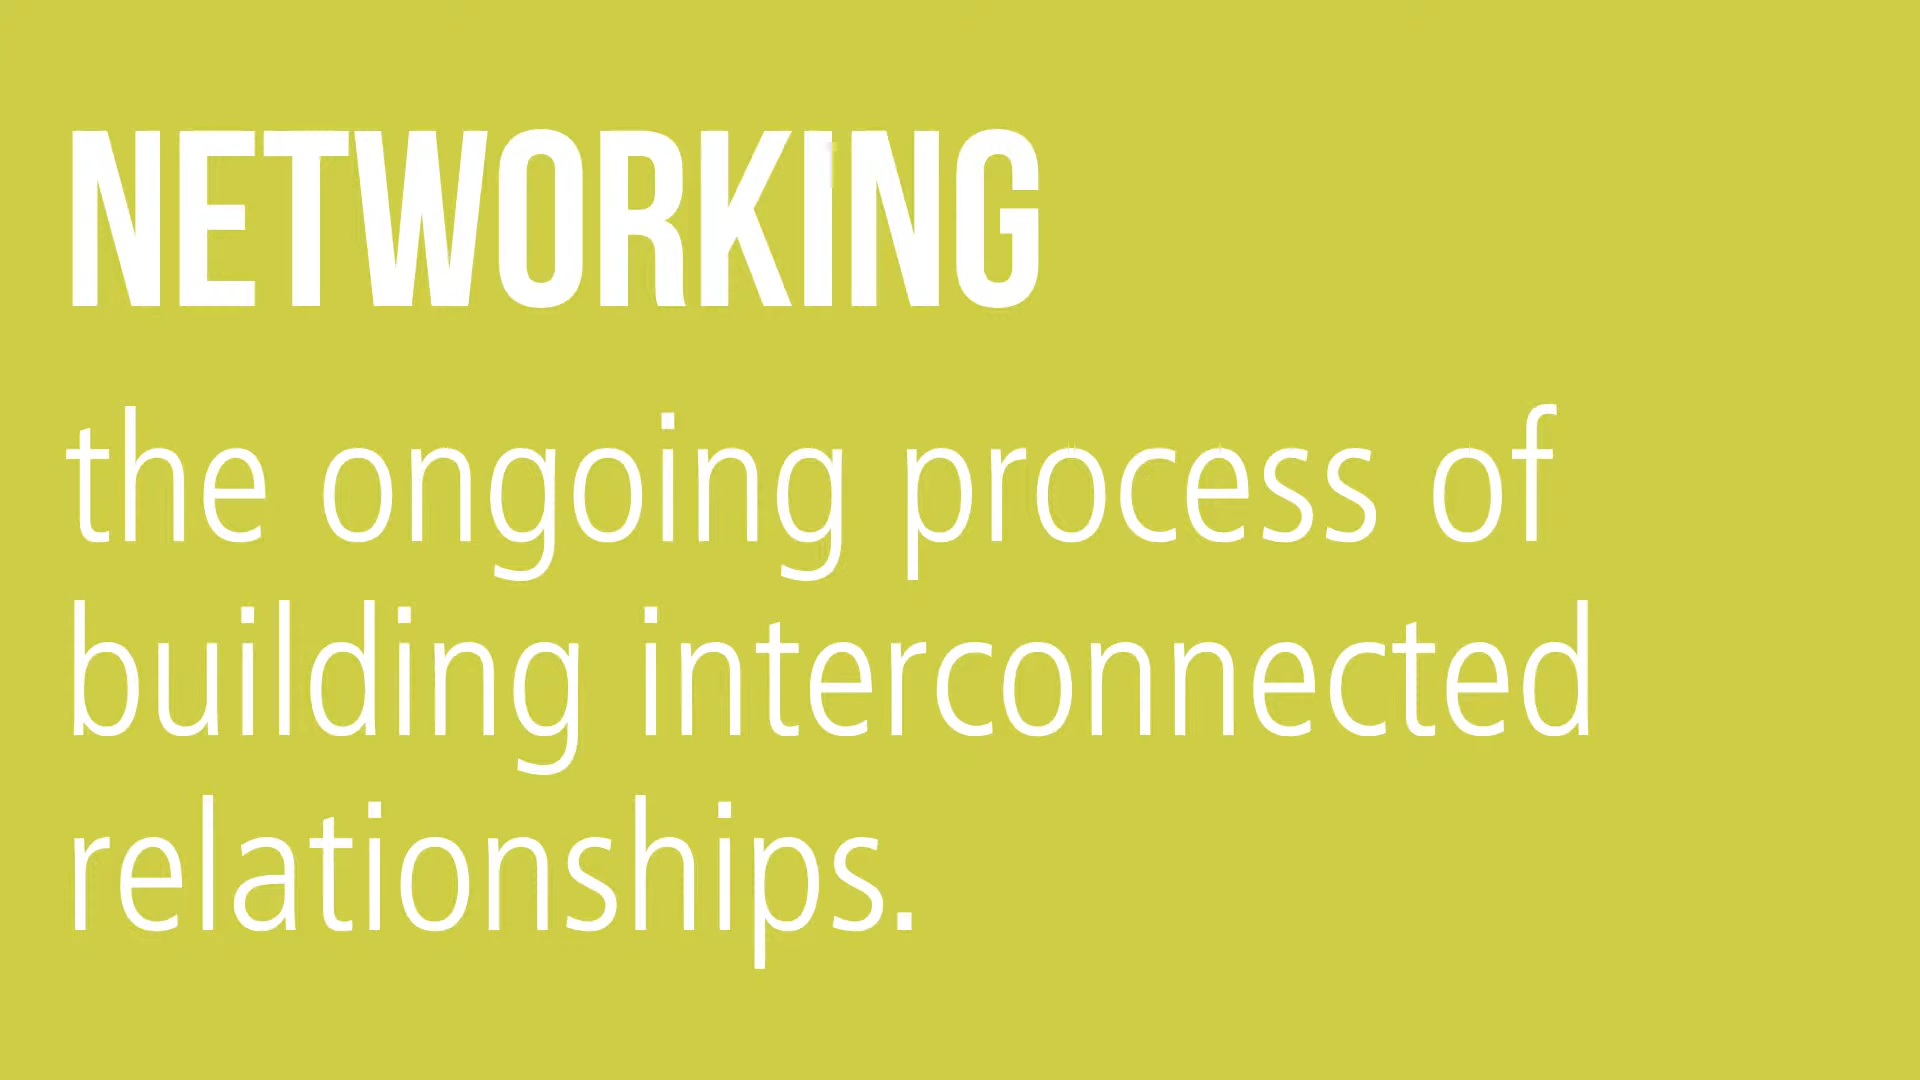 NETWORKING
the ongoing process of
building interconnected
relationships.